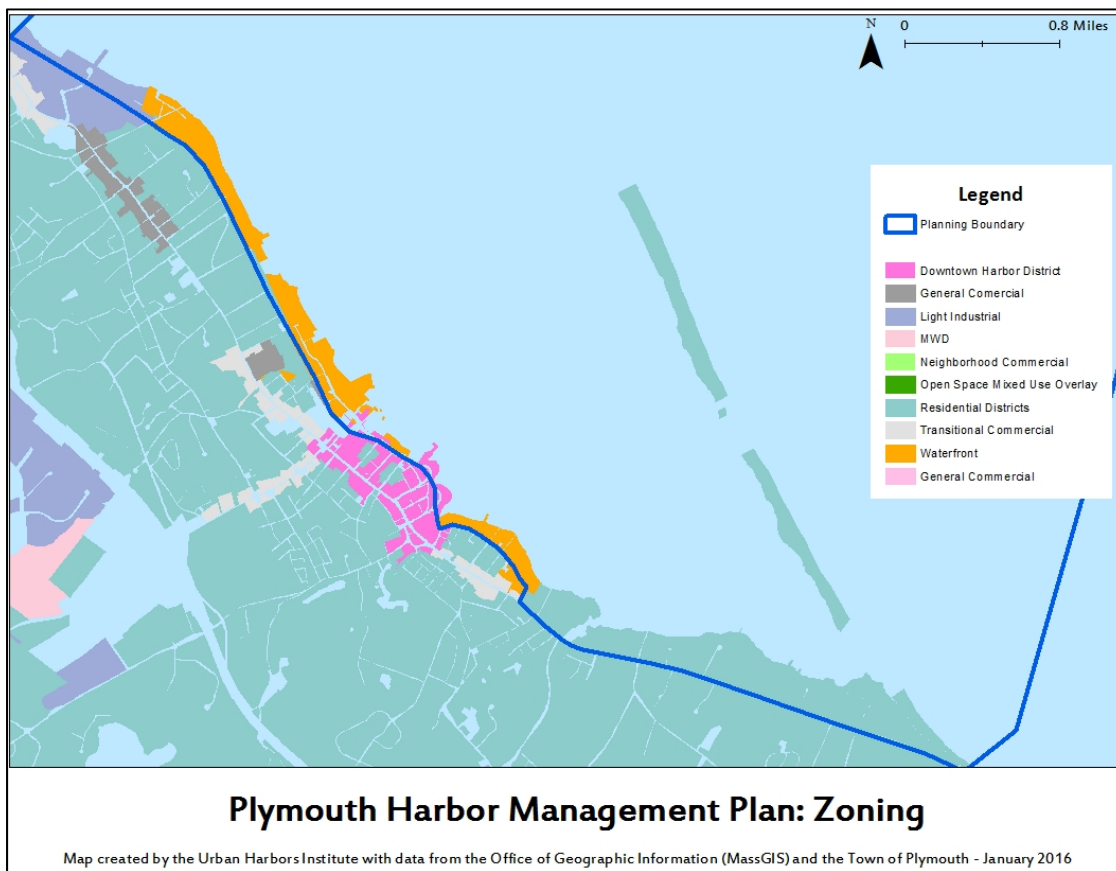 N
0 0.8 Miles
Legend
Planning Boundary
Downtown Harbor District
General Comercial
Light Industrial
MWD
Neighborhood Commercial
Open Space Mixed Use Overlay
Residential Districts
Transitional Commercial
Waterfront
General Commercial
Plymouth Harbor Management Plan: Zoning
Map created by the Urban Harbors Institute with data from the Office of Geographic Information (MassGIS) and the Town of Plymouth - January 2016